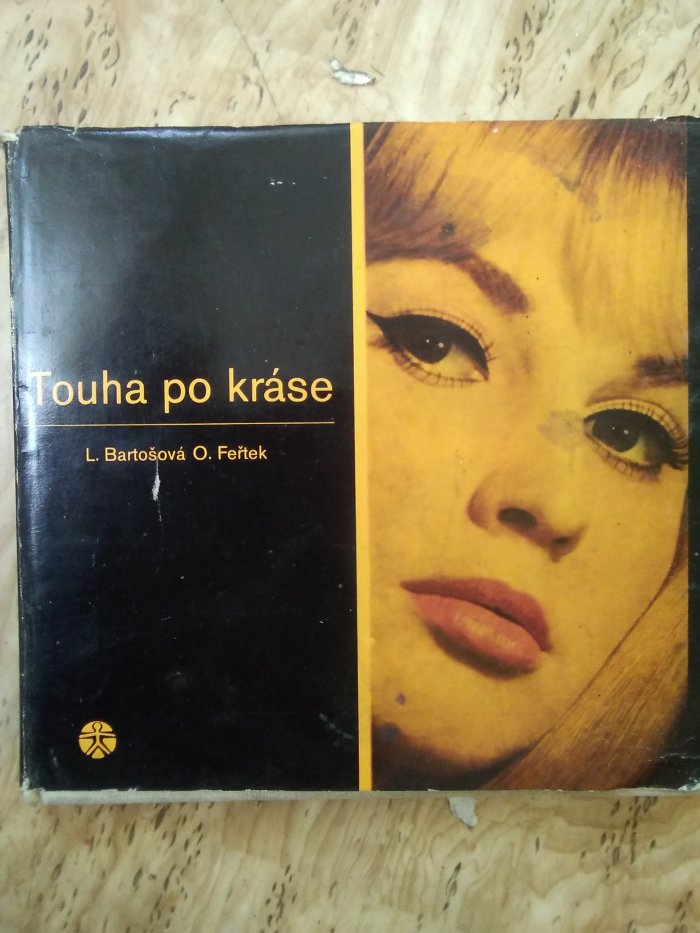 Touha po kráse
L. Bartošová O. Feřtek